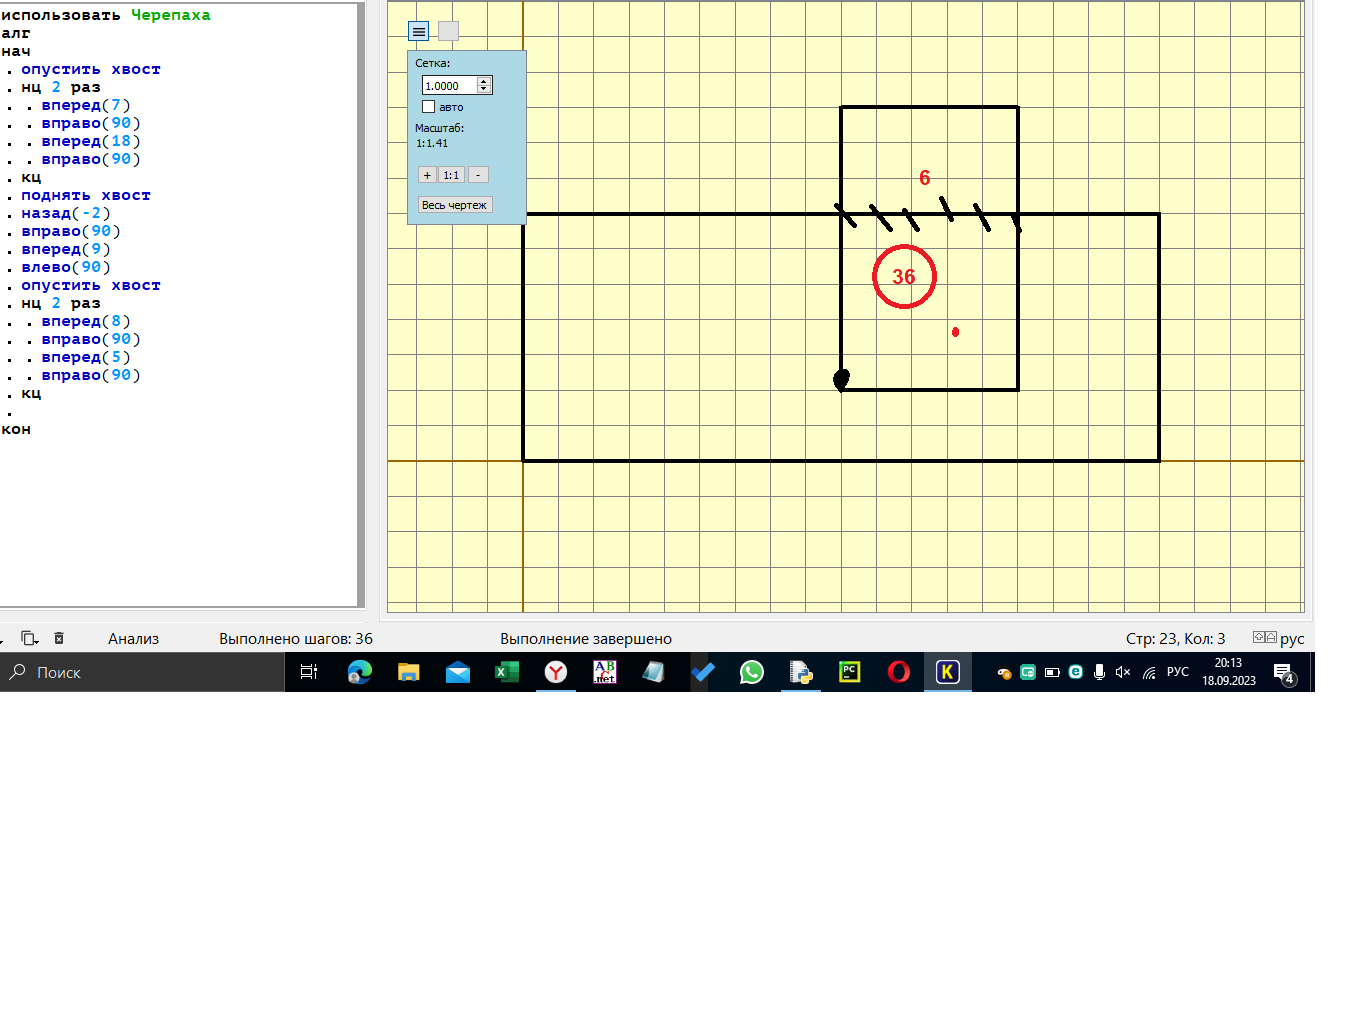 использовать Черепаха
алг
нач
. опустить хвост
. нц 2 раз
. . вперед(7)
. . вправо(90)
. . вперед(18)
. . вправо(90)
. кц
. поднять хвост
. назад(-2)
. вправо(90)
. вперед(9)
. влево(90)
. опустить хвост
. нц 2 раз
. . вперед(8)
. . вправо(90)
. . вперед(5)
. . вправо(90)
. кц
.
кон
Сетка:
1.0000
авто
Масштаб:
1:1.41
+ 1:1 -
Весь чертеж
6
36
Анализ Выполнено шагов: 36 Выполнение завершено Стр: 23, Кол: 3 рус
Поиск
A B C .net
PC
K
РУС
20:13
18.09.2023
4